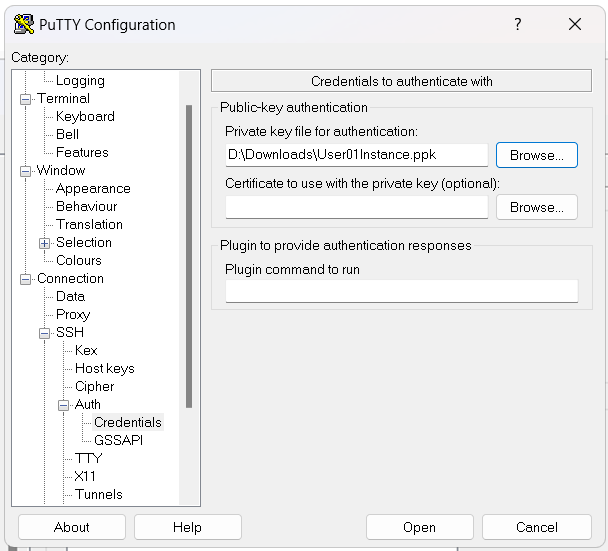 PuTTY Configuration
Category:
Logging
Terminal
Keyboard
Bell
Features
Window
Appearance
Behaviour
Translation
Selection
Colours
Connection
Data
Proxy
SSH
Kex
Host keys
Cipher
Auth
Credentials
GSSAPI
TTY
X11
Tunnels
Credentials to authenticate with
Public-key authentication
Private key file for authentication:
D:\Downloads\User01Instance.ppk
Browse...
Certificate to use with the private key (optional):
Browse...
Plugin to provide authentication responses
Plugin command to run
About
Help
Open
Cancel